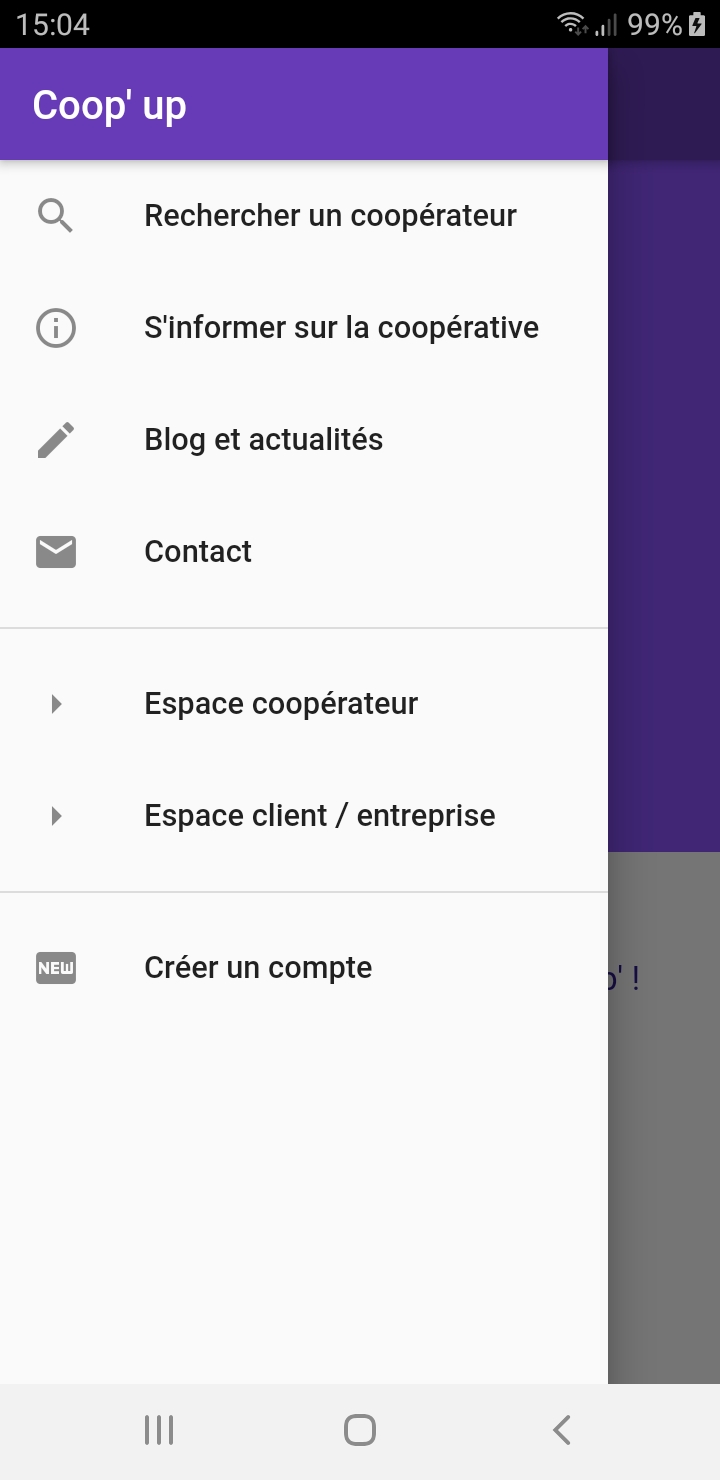 15:04
99%
Coop' up
Rechercher un coopérateur
S'informer sur la coopérative
Blog et actualités
Contact
Espace coopérateur
Espace client / entreprise
NEW
Créer un compte
' !